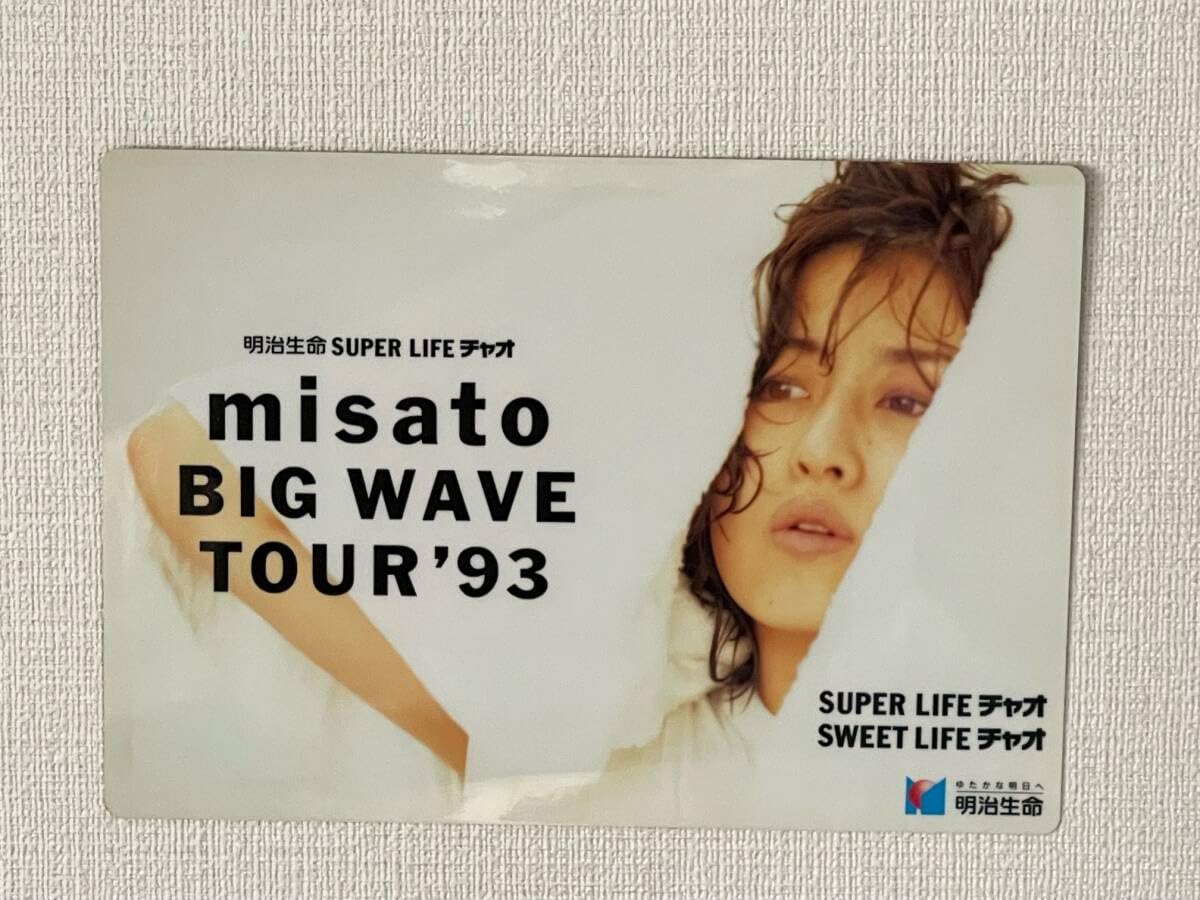 明治生命 SUPER LIFE チャオ
misato
BIG WAVE
TOUR '93
SUPER LIFE チャオ
SWEET LIFE チャオ
ゆたかな明日へ
明治生命